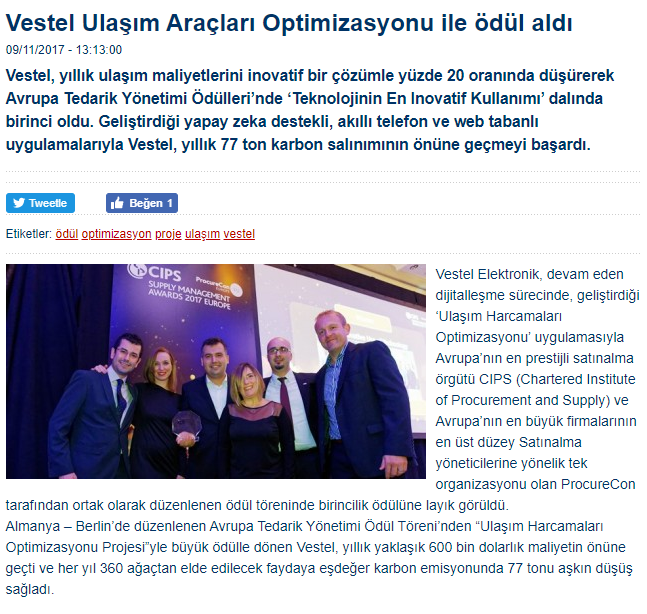 Vestel Ulaşım Araçları Optimizasyonu ile ödül aldı
09/11/2017 - 13:13:00
Vestel, yıllık ulaşım maliyetlerini inovatif bir çözümle yüzde 20 oranında düşürerek
Avrupa Tedarik Yönetimi Ödülleri’nde ‘Teknolojinin En Inovatif Kullanımı’ dalında
birinci oldu. Geliştirdiği yapay zeka destekli, akıllı telefon ve web tabanlı
uygulamalarıyla Vestel, yıllık 77 ton karbon salınımının önüne geçmeyi başardı.
Tweetle
Beğen 1
Etiketler: ödül optimizasyon proje ulaşım vestel
CIPS
SUPPLY MANAGEMENT
AWARDS 2017 EUROPE
ProcureCon
Vestel Elektronik, devam eden
dijitalleşme sürecinde, geliştirdiği
‘Ulaşım Harcamaları
Optimizasyonu’ uygulamasıyla
Avrupa’nın en prestijli satınalma
örgütü CIPS (Chartered Institute
of Procurement and Supply) ve
Avrupa’nın en büyük firmalarının
en üst düzey Satınalma
yöneticilerine yönelik tek
organizasyonu olan ProcureCon
tarafından ortak olarak düzenlenen ödül töreninde birincilik ödülüne layık görüldü.
Almanya – Berlin’de düzenlenen Avrupa Tedarik Yönetimi Ödül Töreni’nden “Ulaşım Harcamaları
Optimizasyonu Projesi”yle büyük ödülle dönen Vestel, yıllık yaklaşık 600 bin dolarlık maliyetin önüne
geçti ve her yıl 360 ağaçtan elde edilecek faydaya eşdeğer karbon emisyonunda 77 tonu aşkın düşüş
sağladı.